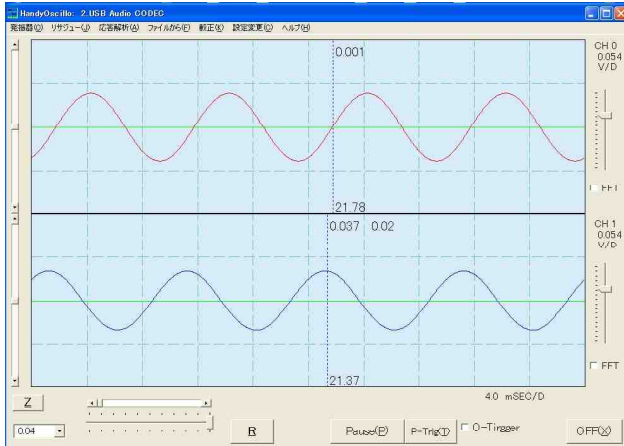 HandyOscillo: 2.USB Audio CODEC
発振器(O) リサジュー(J) 応答解析(A) ファイルから(F) 較正(K) 設定変更(C) ヘルプ(H)
0.001
CH 0
0.054
V/D
21.78
FFT
0.037 0.02
CH 1
0.054
V/D
21.37
FFT
4.0 mSEC/D
Z
0.04
R
Pause(P)
P-Trig(T)
O-Tirgger
OFF(X)